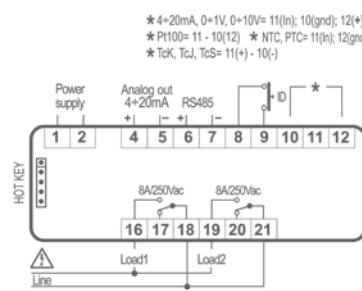 * 4÷20mA, 0÷1V, 0÷10V= 11(In); 10(gnd); 12(+)
* Pt100= 11 - 10(12) * NTC, PTC= 11(In); 12(gnd
* TcK, TcJ, TcS= 11(+) - 10(-)
Power supply
Analog out 4÷20mA
RS485
ID
*
+ − + −
1 2 4 5 6 7 8 9 10 11 12
HOT KEY
8A/250Vac 8A/250Vac
16 17 18 19 20 21
Load1 Load2
Line